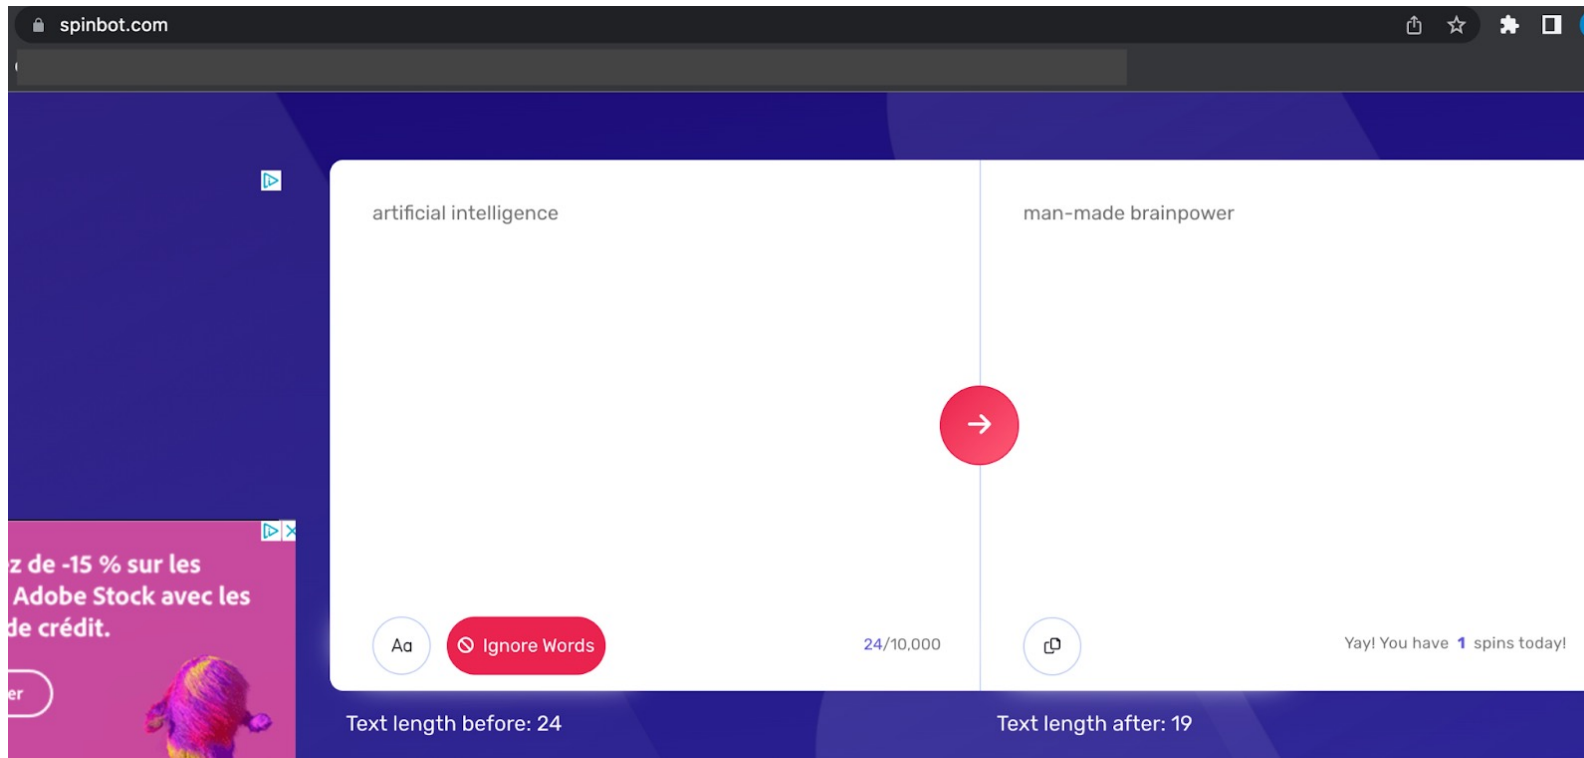 spinbot.com
artificial intelligence
man-made brainpower
z de -15 % sur les
Adobe Stock avec les
de crédit.
er
Aa
Ignore Words
24/10,000
Yay! You have 1 spins today!
Text length before: 24
Text length after: 19